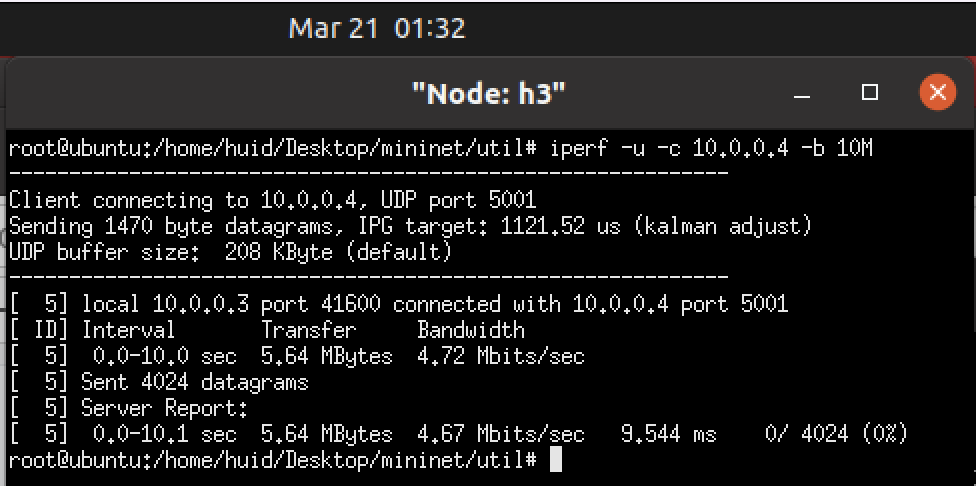 Mar 21 01:32
"Node: h3"
root@ubuntu:/home/huid/Desktop/mininet/util# iperf -u -c 10.0.0.4 -b 10M
------------------------------------------------------------
Client connecting to 10.0.0.4, UDP port 5001
Sending 1470 byte datagrams, IPG target: 1121.52 us (kalman adjust)
UDP buffer size:  208 KByte (default)
------------------------------------------------------------
[  5] local 10.0.0.3 port 41600 connected with 10.0.0.4 port 5001
[ ID] Interval       Transfer     Bandwidth
[  5]  0.0-10.0 sec  5.64 MBytes  4.72 Mbits/sec
[  5] Sent 4024 datagrams
[  5] Server Report:
[  5]  0.0-10.1 sec  5.64 MBytes  4.67 Mbits/sec   9.544 ms    0/ 4024 (0%)
root@ubuntu:/home/huid/Desktop/mininet/util#